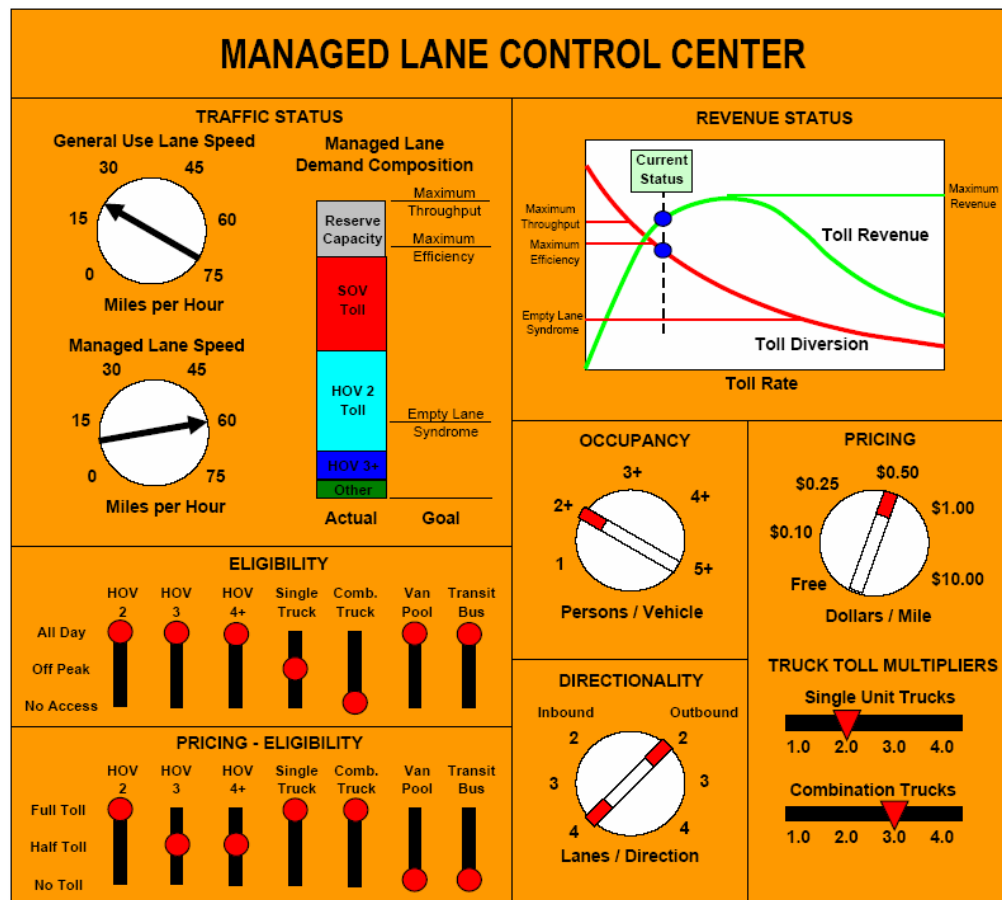 MANAGED LANE CONTROL CENTER
TRAFFIC STATUS
General Use Lane Speed
30 45
15 60
0 75
Miles per Hour
Managed Lane Speed
30 45
15 60
0 75
Miles per Hour
Managed Lane
Demand Composition
Reserve
Capacity
SOV
Toll
HOV 2
Toll
HOV 3+
Other
Maximum
Throughput
Maximum
Efficiency
Empty Lane
Syndrome
Actual Goal
REVENUE STATUS
Current
Status
Maximum
Throughput
Maximum
Efficiency
Empty Lane
Syndrome
Maximum
Revenue
Toll Revenue
Toll Diversion
Toll Rate
ELIGIBILITY
HOV HOV HOV Single Comb. Van Transit
2 3 4+ Truck Truck Pool Bus
All Day
Off Peak
No Access
PRICING - ELIGIBILITY
HOV HOV HOV Single Comb. Van Transit
2 3 4+ Truck Truck Pool Bus
Full Toll
Half Toll
No Toll
OCCUPANCY
3+
2+ 4+
1 5+
Persons / Vehicle
DIRECTIONALITY
Inbound Outbound
2 2
3 3
4 4
Lanes / Direction
PRICING
$0.25 $0.50
$0.10 $1.00
Free $10.00
Dollars / Mile
TRUCK TOLL MULTIPLIERS
Single Unit Trucks
1.0 2.0 3.0 4.0
Combination Trucks
1.0 2.0 3.0 4.0